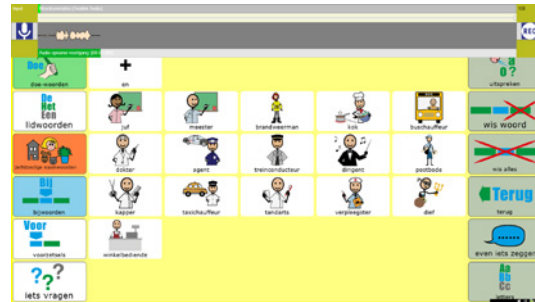 Doe
doe-woorden
en
a
o ?
uitspreken
REC
De
Het
Een
lidwoorden
juf
meester
brandweerman
kok
buschauffeur
wis woord
dokter
agent
treinconducteur
dirigent
postbode
wis alles
Bij
bijwoorden
kapper
taxichauffeur
tandarts
verpleegster
dief
Terug
terug
Voor
voorzetsels
winkelbediende
even iets zeggen
???
iets vragen
Aa
Bb
Cc
letters